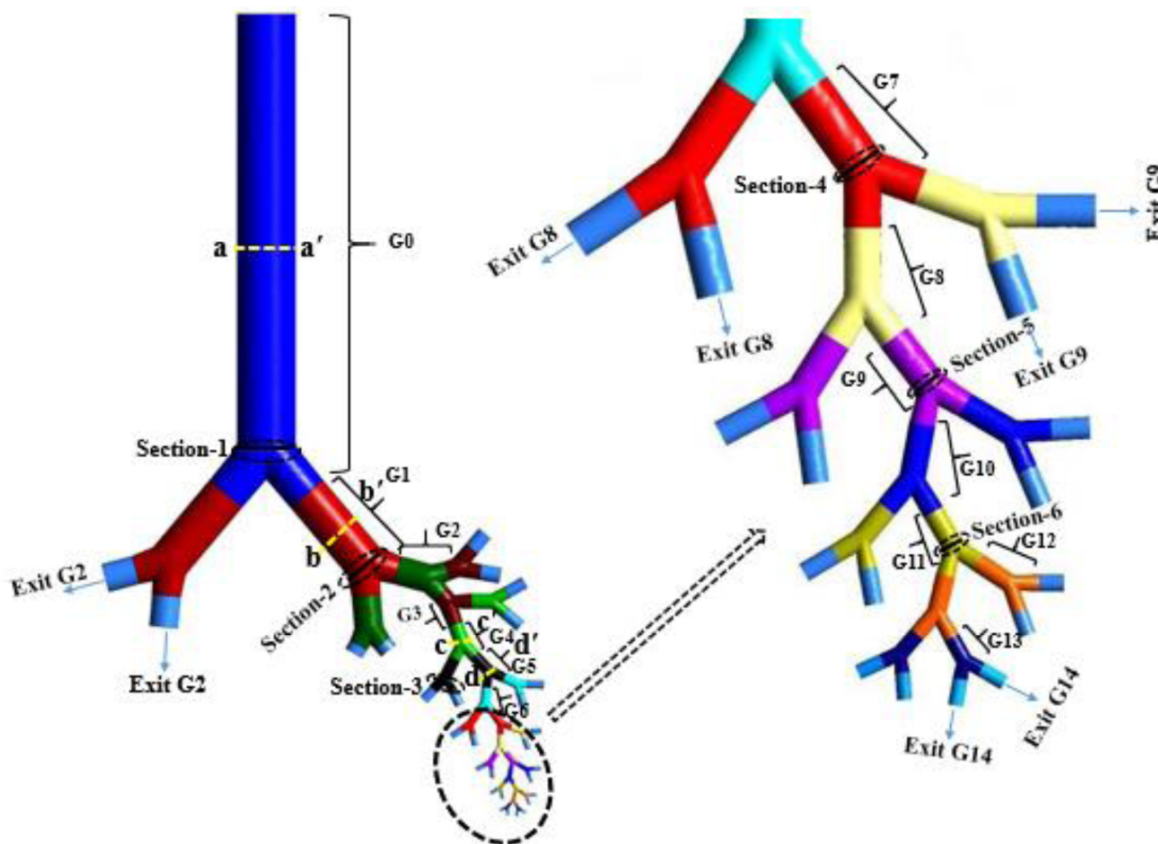 G0
a
a′
Section-1
G1
b′
b
G2
Exit G2
Section-2
Exit G2
G3
c′
G4
c
d′
G5
d
Section-3
G6
G7
Section-4
Exit G9
Exit G8
G8
Exit G8
Section-5
Exit G9
G9
G10
Section-6
G11
G12
G13
Exit G14
Exit G14